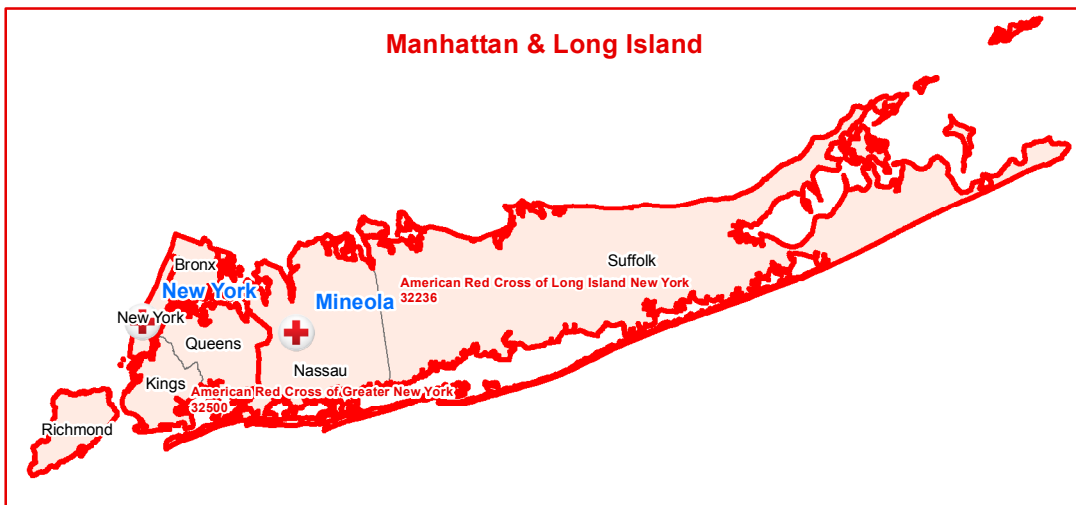 Manhattan & Long Island
Bronx
Suffolk
New York
American Red Cross of Long Island New York
32236
Mineola
New York
Queens
Nassau
Kings
American Red Cross of Greater New York
32500
Richmond